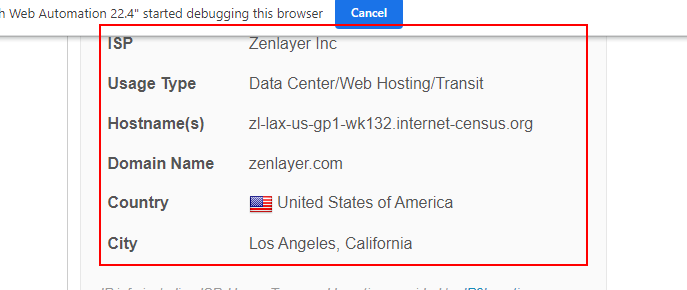 h Web Automation 22.4" started debugging this browser Cancel
ISP Zenlayer Inc
Usage Type Data Center/Web Hosting/Transit
Hostname(s) zl-lax-us-gp1-wk132.internet-census.org
Domain Name zenlayer.com
Country United States of America
City Los Angeles, California